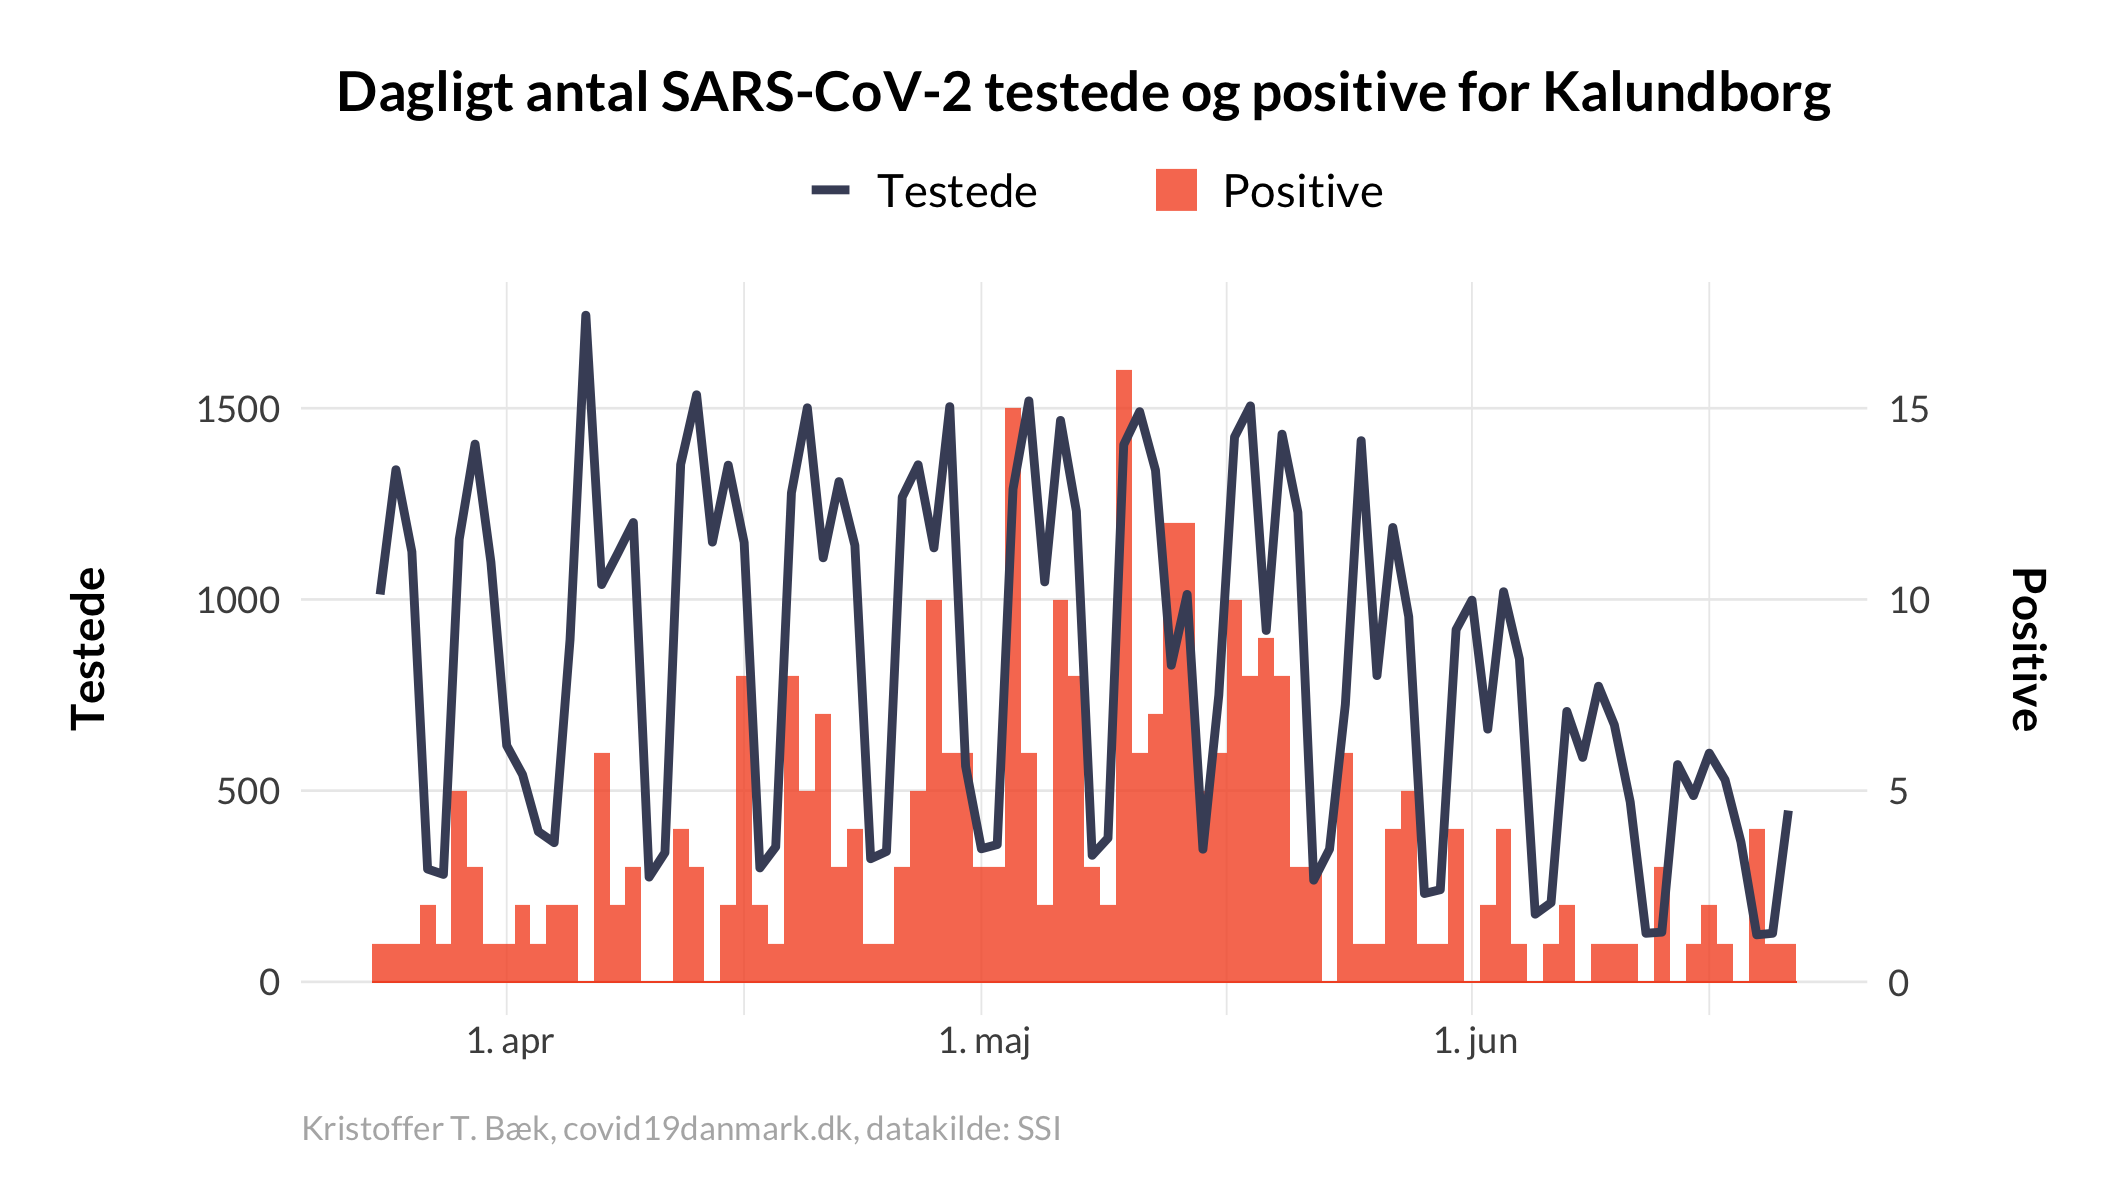 Dagligt antal SARS-CoV-2 testede og positive for Kalundborg
Testede
Positive
1500
1000
500
0
Testede
15
10
5
0
Positive
1. apr
1. maj
1. jun
Kristoffer T. Bæk, covid19danmark.dk, datakilde: SSI